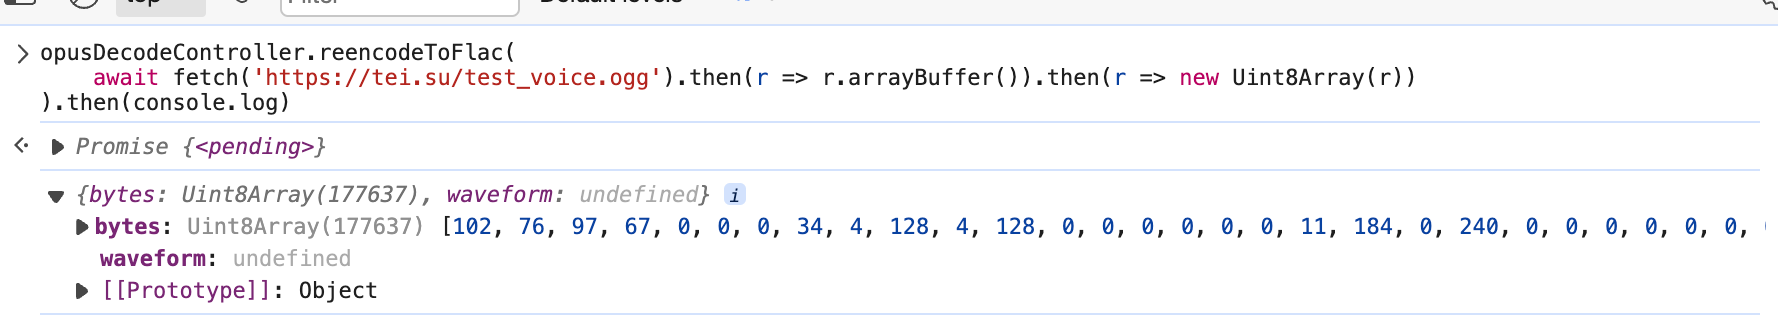 top
Filter
Default levels
opusDecodeController.reencodeToFlac(
await fetch('https://tei.su/test_voice.ogg').then(r => r.arrayBuffer()).then(r => new Uint8Array(r))
).then(console.log)
Promise {<pending>}
{bytes: Uint8Array(177637), waveform: undefined} i
bytes: Uint8Array(177637) [102, 76, 97, 67, 0, 0, 0, 34, 4, 128, 4, 128, 0, 0, 0, 0, 0, 0, 11, 184, 0, 240, 0, 0, 0, 0, 0, 0,
waveform: undefined
[[Prototype]]: Object